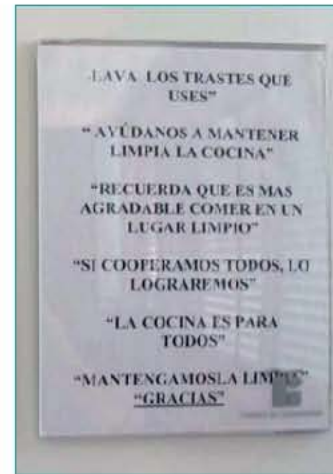 "LAVA LOS TRASTES QUE
USES"
" AYÚDANOS A MANTENER
LIMPIA LA COCINA"
"RECUERDA QUE ES MAS
AGRADABLE COMER EN UN
LUGAR LIMPIO"
"SI COOPERAMOS TODOS, LO
LOGRAREMOS"
"LA COCINA ES PARA
TODOS"
"MANTENGAMOSLA LIMPIA"
"GRACIAS"